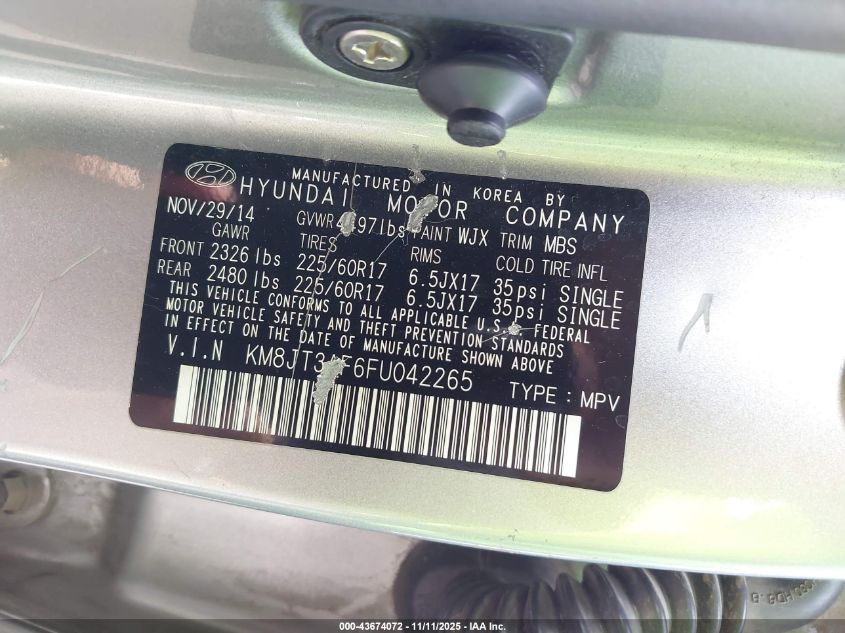 MANUFACTURED IN KOREA BY
HYUNDAI MOTOR COMPANY
NOV/29/14 GVWR PAINT WJX TRIM MBS
GAWR TIRES RIMS COLD TIRE INFL
FRONT 2326 lbs 225/60R17 6.5JX17 35psi SINGLE
REAR 2480 lbs 225/60R17 6.5JX17 35psi SINGLE
THIS VEHICLE CONFORMS TO ALL APPLICABLE U.S. FEDERAL
MOTOR VEHICLE SAFETY AND THEFT PREVENTION STANDARDS
IN EFFECT ON THE DATE OF MANUFACTURE SHOWN ABOVE
V.I.N
TYPE : MPV
000-43674072 — 11/11/2025 — IAA Inc.